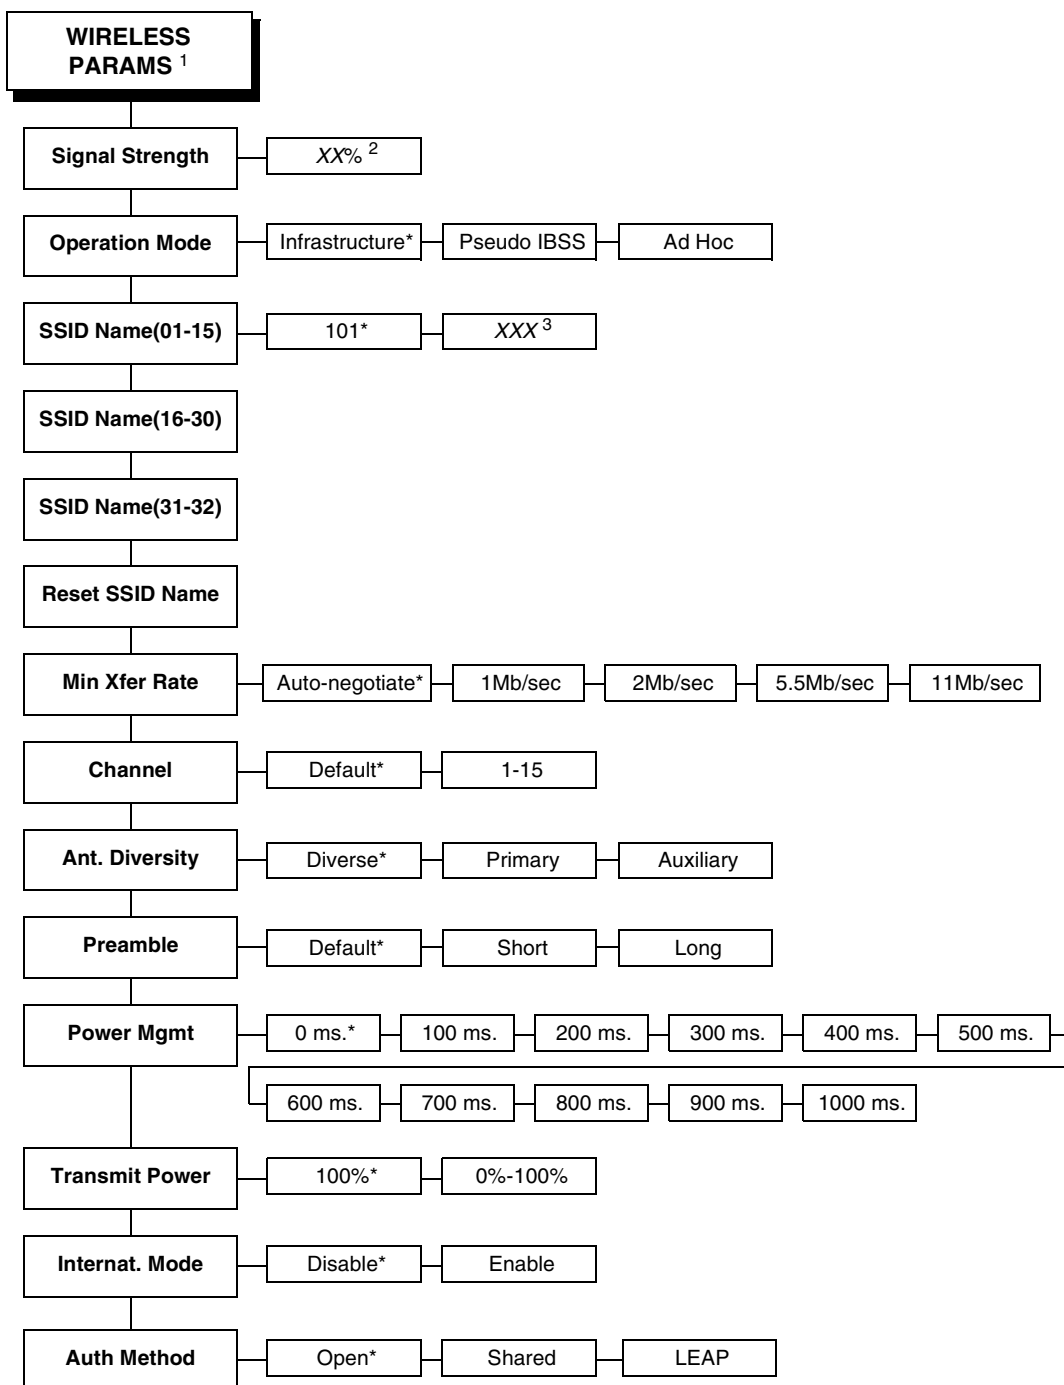 WIRELESS
PARAMS 1
Signal Strength XX% 2
Operation Mode Infrastructure* Pseudo IBSS Ad Hoc
SSID Name(01-15) 101* XXX 3
SSID Name(16-30)
SSID Name(31-32)
Reset SSID Name
Min Xfer Rate Auto-negotiate* 1Mb/sec 2Mb/sec 5.5Mb/sec 11Mb/sec
Channel Default* 1-15
Ant. Diversity Diverse* Primary Auxiliary
Preamble Default* Short Long
Power Mgmt 0 ms.* 100 ms. 200 ms. 300 ms. 400 ms. 500 ms.
600 ms. 700 ms. 800 ms. 900 ms. 1000 ms.
Transmit Power 100%* 0%-100%
Internat. Mode Disable* Enable
Auth Method Open* Shared LEAP